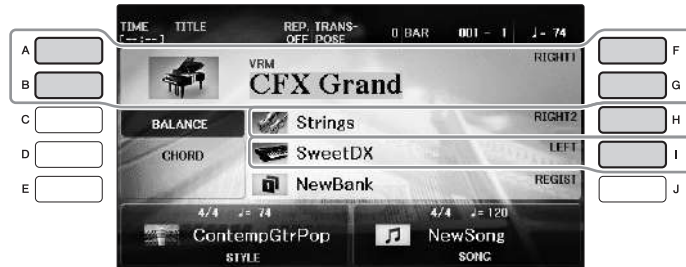 TIME TITLE REP. TRANS- 0 BAR 001 - 1 ♩= 74
[--:--] OFF POSE
A F
RIGHT1
VRM
CFX Grand
B G
C BALANCE Strings RIGHT2 H
D CHORD SweetDX LEFT I
E NewBank REGIST J
4/4 ♩= 74 4/4 ♩= 120
ContempGtrPop NewSong
STYLE SONG